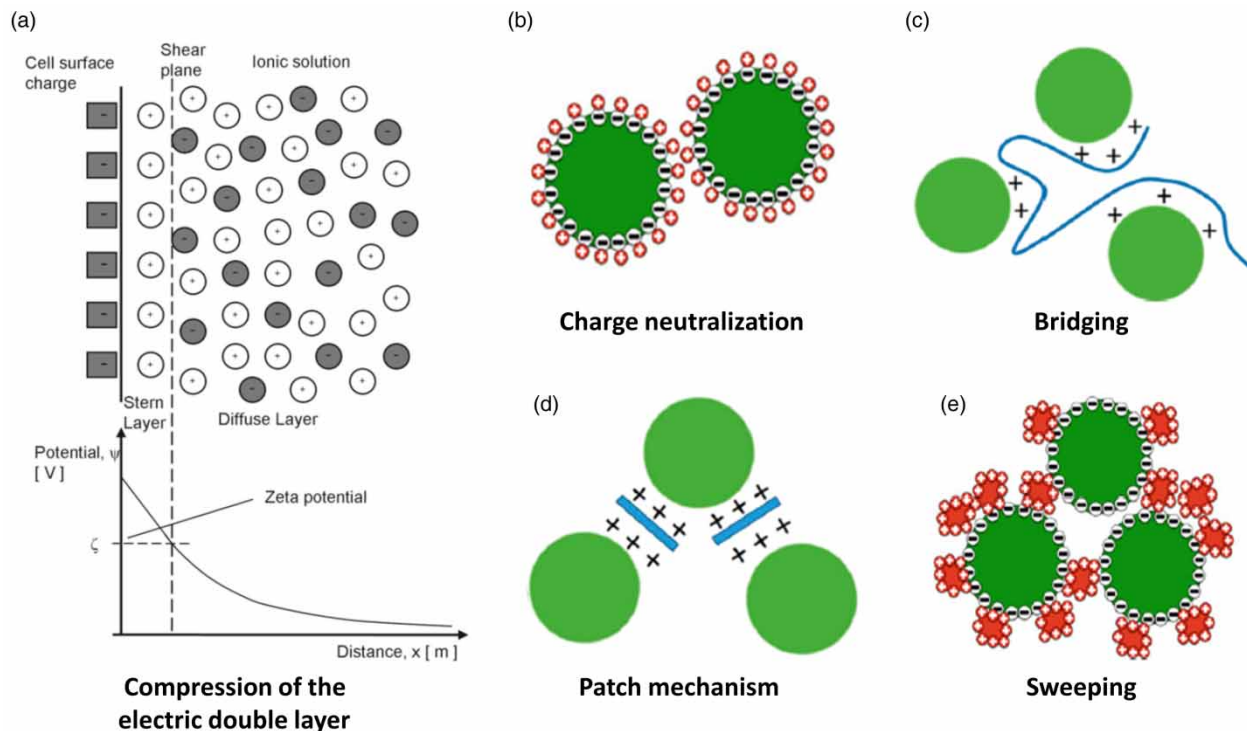 (a)
Cell surface
charge
Shear
plane
Ionic solution
Stern
Layer
Diffuse Layer
Potential, ψ
[ V ]
Zeta potential
ζ
Distance, x [ m ]
Compression of the
electric double layer
(b)
Charge neutralization
(c)
Bridging
(d)
Patch mechanism
(e)
Sweeping